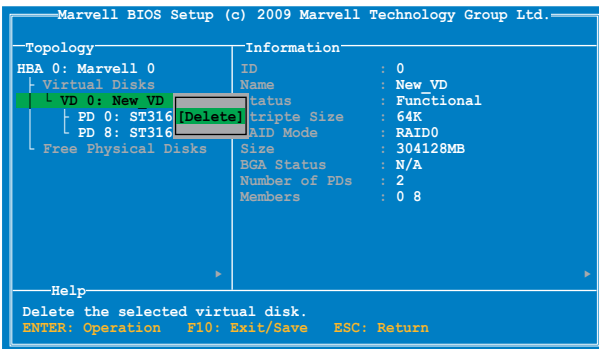 Marvell BIOS Setup (c) 2009 Marvell Technology Group Ltd.
Topology
HBA 0: Marvell 0
Virtual Disks
VD 0: New_VD
PD 0: ST316
PD 8: ST316
Free Physical Disks
[Delete]
Information
ID : 0
Name : New_VD
tatus : Functional
tripte Size : 64K
AID Mode : RAID0
Size : 304128MB
BGA Status : N/A
Number of PDs : 2
Members : 0 8
Help
Delete the selected virtual disk.
ENTER: Operation F10: Exit/Save ESC: Return